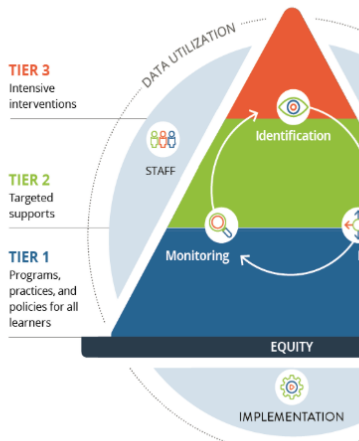 DATA UTILIZATION
TIER 3
Intensive
interventions
Identification
STAFF
TIER 2
Targeted
supports
TIER 1
Programs,
practices, and
policies for all
learners
Monitoring
EQUITY
IMPLEMENTATION